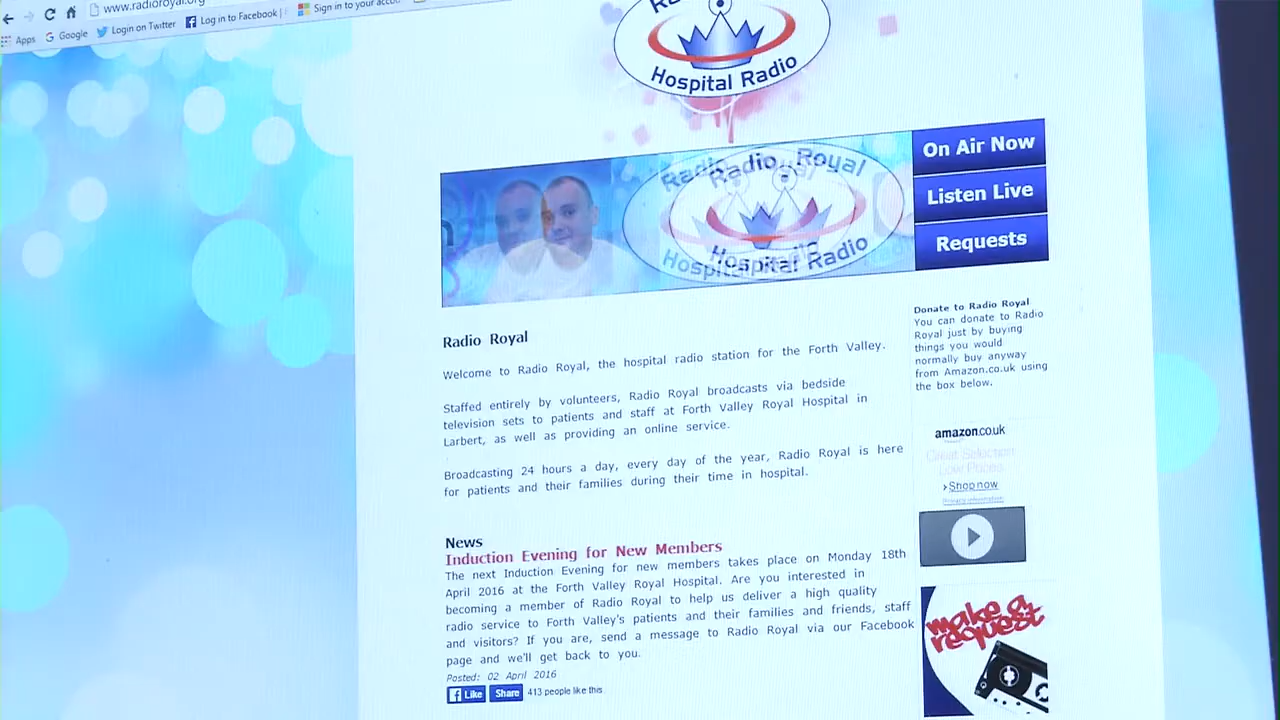 www.radioroyal.org
Apps Google Login on Twitter Log in to Facebook | Sign in to your
Hospital Radio
Radio Royal
Hospital Radio
On Air Now
Listen Live
Requests
Radio Royal
Welcome to Radio Royal, the hospital radio station for the Forth Valley.
Staffed entirely by volunteers, Radio Royal broadcasts via bedside
television sets to patients and staff at Forth Valley Royal Hospital in
Larbert, as well as providing an online service.
Broadcasting 24 hours a day, every day of the year, Radio Royal is here
for patients and their families during their time in hospital.
News
Induction Evening for New Members
The next Induction Evening for new members takes place on Monday 18th
April 2016 at the Forth Valley Royal Hospital. Are you interested in
becoming a member of Radio Royal to help us deliver a high quality
radio service to Forth Valley's patients and their families and friends, staff
and visitors? If you are, send a message to Radio Royal via our Facebook
page and we'll get back to you.
Posted: 02 April 2016
Like Share 413 people like this
Donate to Radio Royal
You can donate to Radio
Royal just by buying
things you would
normally buy anyway
from Amazon.co.uk using
the box below.
amazon.co.uk
Great Selection
Low Prices
› Shop now
Privacy Information
make a
request